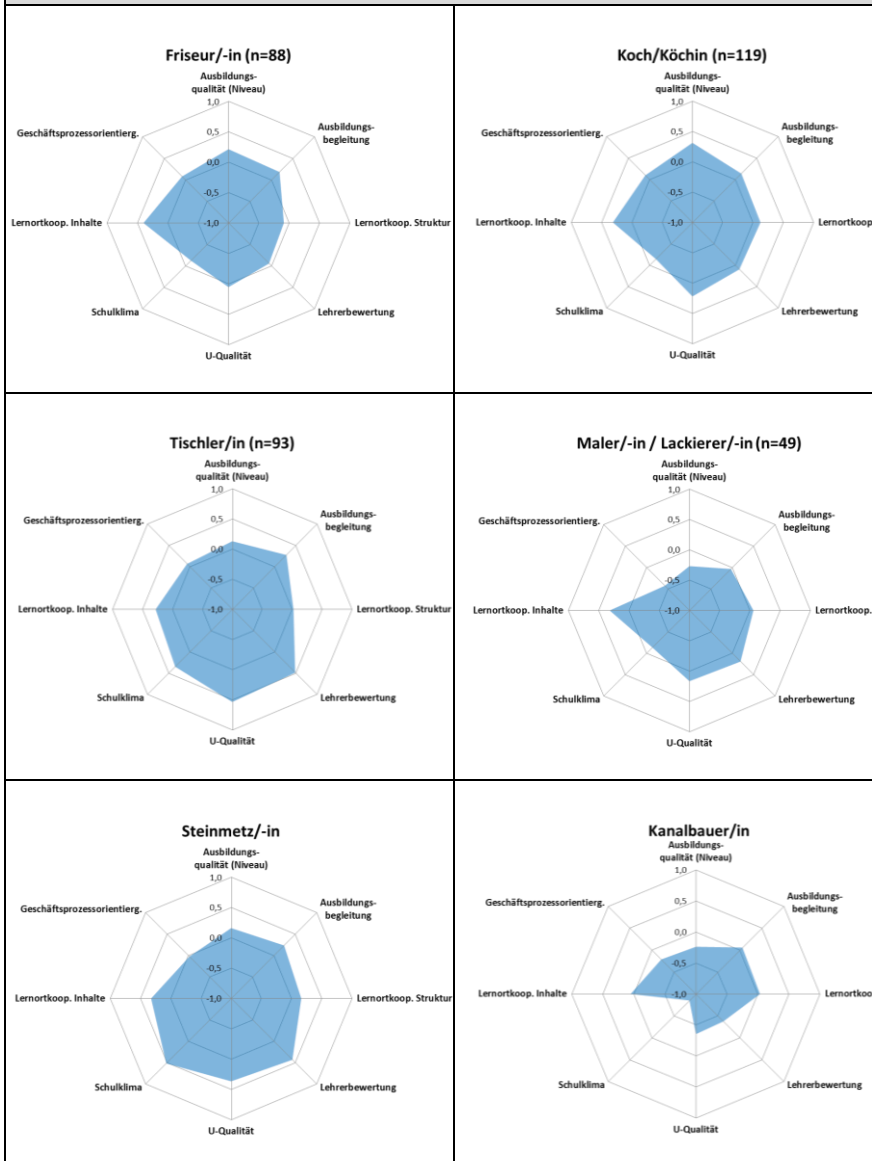 Friseur/-in (n=88)
Ausbildungs-
qualität (Niveau)
1,0
0,5
0,0
-0,5
-1,0
Ausbildungs-
begleitung
Lernortkoop. Struktur
Lehrerbewertung
U-Qualität
Schulklima
Lernortkoop. Inhalte
Geschäftsprozessorientierg.
Koch/Köchin (n=119)
Ausbildungs-
qualität (Niveau)
1,0
0,5
0,0
-0,5
-1,0
Ausbildungs-
begleitung
Lernortkoop.
Lehrerbewertung
U-Qualität
Schulklima
Lernortkoop. Inhalte
Geschäftsprozessorientierg.
Tischler/in (n=93)
Ausbildungs-
qualität (Niveau)
1,0
0,5
0,0
-0,5
-1,0
Ausbildungs-
begleitung
Lernortkoop. Struktur
Lehrerbewertung
U-Qualität
Schulklima
Lernortkoop. Inhalte
Geschäftsprozessorientierg.
Maler/-in / Lackierer/-in (n=49)
Ausbildungs-
qualität (Niveau)
1,0
0,5
0,0
-0,5
-1,0
Ausbildungs-
begleitung
Lernortkoop.
Lehrerbewertung
U-Qualität
Schulklima
Lernortkoop. Inhalte
Geschäftsprozessorientierg.
Steinmetz/-in
Ausbildungs-
qualität (Niveau)
1,0
0,5
0,0
-0,5
-1,0
Ausbildungs-
begleitung
Lernortkoop. Struktur
Lehrerbewertung
U-Qualität
Schulklima
Lernortkoop. Inhalte
Geschäftsprozessorientierg.
Kanalbauer/in
Ausbildungs-
qualität (Niveau)
1,0
0,5
0,0
-0,5
-1,0
Ausbildungs-
begleitung
Lernortkoo
Lehrerbewertung
U-Qualität
Schulklima
Lernortkoop. Inhalte
Geschäftsprozessorientierg.